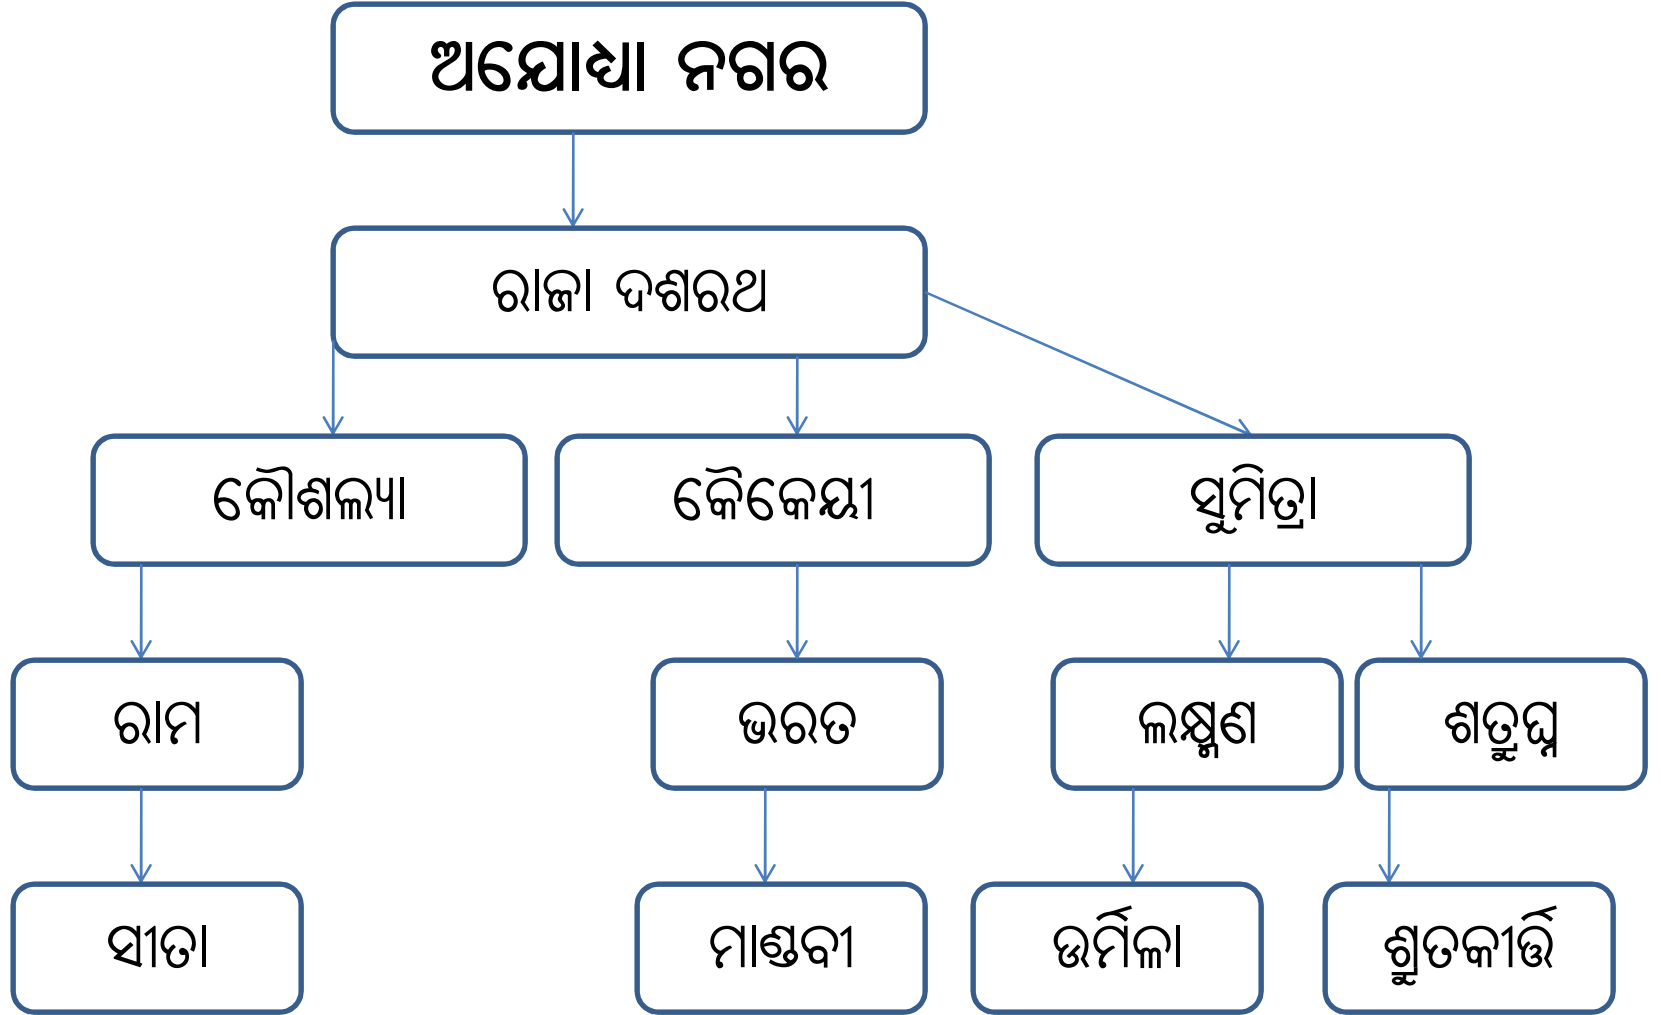 ଅଯୋଧ୍ୟା ନଗର
ରାଜା ଦଶରଥ
କୌଶଲ୍ୟା
କୈକେୟୀ
ସୁମିତ୍ରା
ରାମ
ଭରତ
ଲକ୍ଷ୍ମଣ
ଶତ୍ରୁଘ୍ନ
ସୀତା
ମାଣ୍ଡବୀ
ଉର୍ମିଳା
ଶ୍ରୁତକୀର୍ତ୍ତି